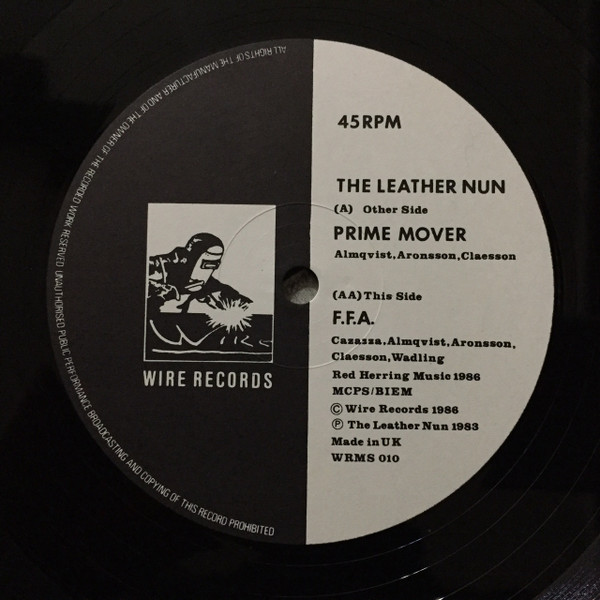 45RPM
THE LEATHER NUN
(A) Other Side
PRIME MOVER
Almqvist,Aronsson,Claesson
(AA) This Side
F.F.A.
Cazazza,Almqvist,Aronsson,
Claesson,Wadling
Red Herring Music 1986
MCPS/BIEM
© Wire Records 1986
℗ The Leather Nun 1983
Made in UK
WRMS 010
Wire
WIRE RECORDS
ALL RIGHTS OF THE MANUFACTURER AND OF THE OWNER OF THE RECORDED WORK RESERVED UNAUTHORISED PUBLIC PERFORMANCE BROADCASTING AND COPYING OF THIS RECORD PROHIBITED